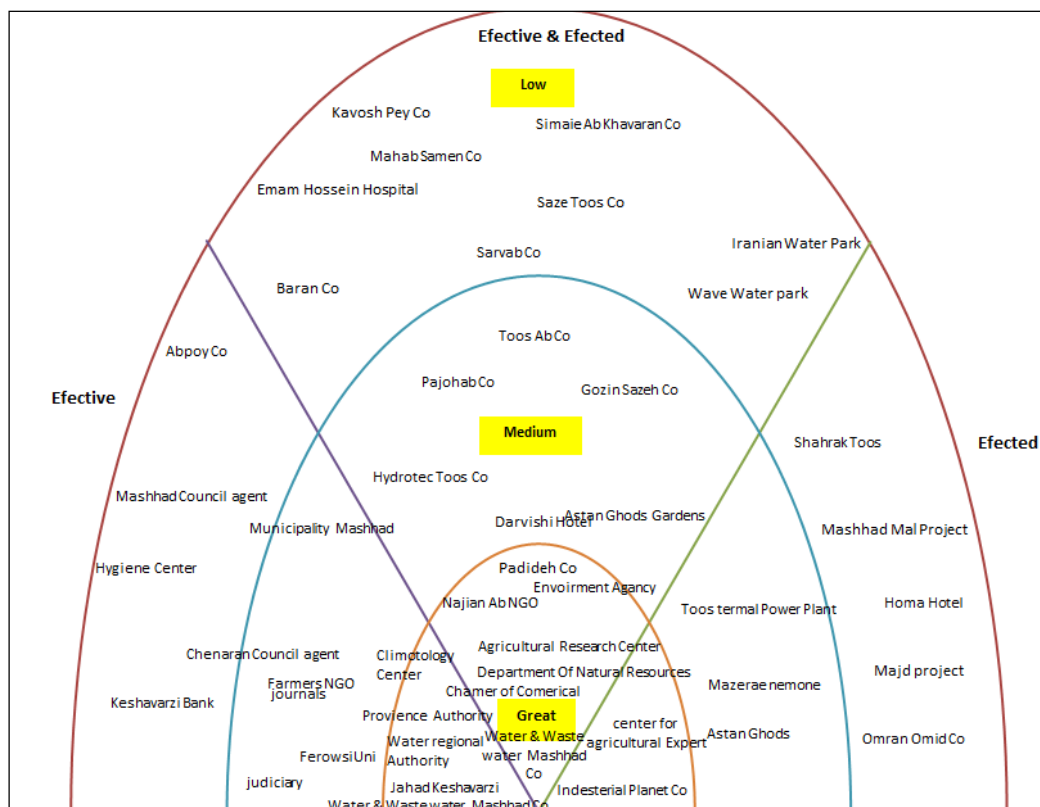 Efective & Efected
Low
Kavosh Pey Co
Simaie Ab Khavaran Co
Mahab Samen Co
Emam Hossein Hospital
Saze Toos Co
Iranian Water Park
Sarvab Co
Baran Co
Wave Water park
Toos Ab Co
Abpoy Co
Pajohab Co
Gozin Sazeh Co
Efective
Medium
Shahrak Toos
Efected
Hydrotec Toos Co
Mashhad Council agent
Municipality Mashhad
Darvishi Hotel
Astan Ghods Gardens
Mashhad Mal Project
Hygiene Center
Padideh Co
Envoirment Agancy
Najian Ab NGO
Toos termal Power Plant
Homa Hotel
Chenaran Council agent
Climotology
Center
Agricultural Research Center
Department Of Natural Resources
Majd project
Farmers NGO
journals
Mazerae nemone
Keshavarzi Bank
Chamer of Comerical
Provience Authority
Great
center for
agricultural Expert
Astan Ghods
Omran Omid Co
Water regional
Authority
Water & Waste
water Mashhad
Co
Ferowsi Uni
judiciary
Jahad Keshavarzi
Indesterial Planet Co
Water & Waste water Mashhad Co